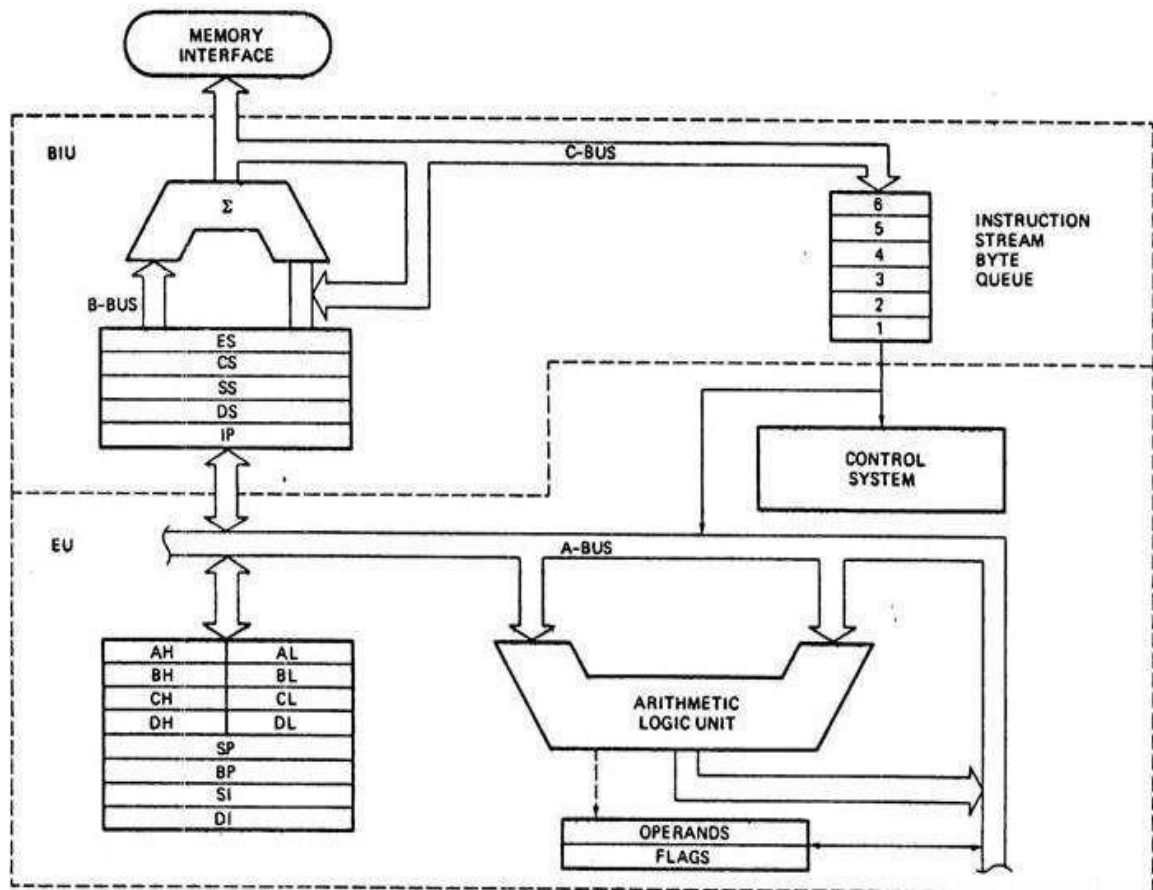 MEMORY
INTERFACE
BIU
C-BUS
Σ
6
5
4
3
2
1
INSTRUCTION
STREAM
BYTE
QUEUE
B-BUS
ES
CS
SS
DS
IP
CONTROL
SYSTEM
EU
A-BUS
AH AL
BH BL
CH CL
DH DL
SP
BP
SI
DI
ARITHMETIC
LOGIC UNIT
OPERANDS
FLAGS